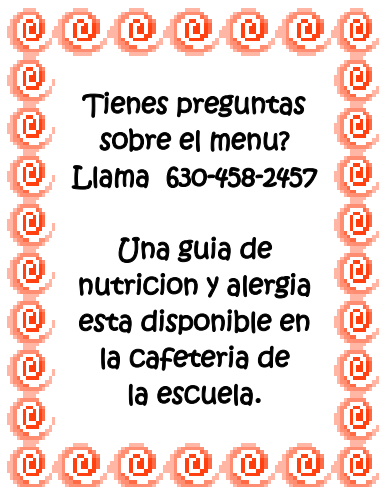 Tienes preguntas
sobre el menu?
Llama 630-458-2457
Una guia de
nutricion y alergia
esta disponible en
la cafeteria de
la escuela.